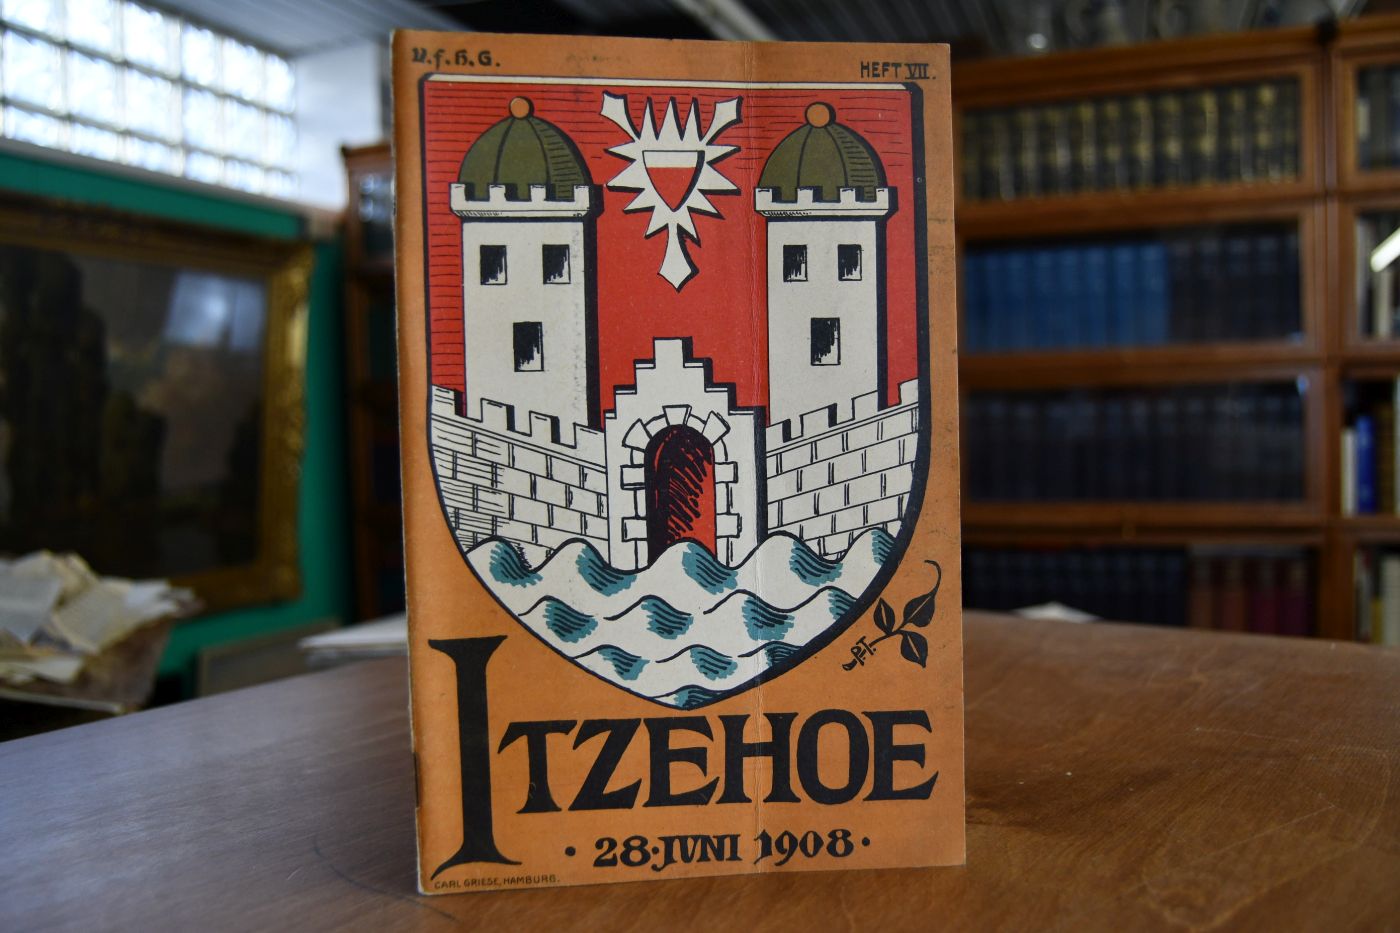 V.f.H.G.
HEFT VII.
P.T.
ITZEHOE
· 28. JVNI 1908 ·
CARL GRIESE, HAMBURG.